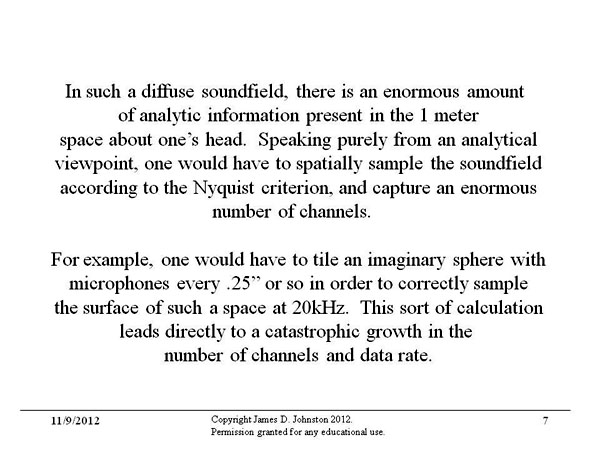 In such a diffuse soundfield, there is an enormous amount
of analytic information present in the 1 meter
space about one’s head.  Speaking purely from an analytical
viewpoint, one would have to spatially sample the soundfield
according to the Nyquist criterion, and capture an enormous
number of channels.
For example, one would have to tile an imaginary sphere with
microphones every .25” or so in order to correctly sample
the surface of such a space at 20kHz.  This sort of calculation
leads directly to a catastrophic growth in the
number of channels and data rate.
11/9/2012
Copyright James D. Johnston 2012.
Permission granted for any educational use.
7